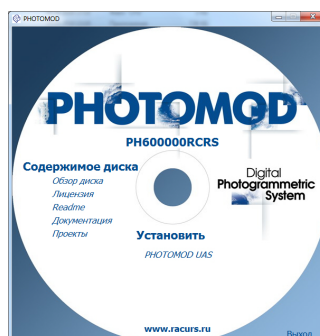 PHOTOMOD
PHOTOMOD
PH600000RCRS
Содержимое диска
Обзор диска
Лицензия
Readme
Документация
Проекты
Digital
Photogrammetric
System
Установить
PHOTOMOD UAS
www.racurs.ru
Выход